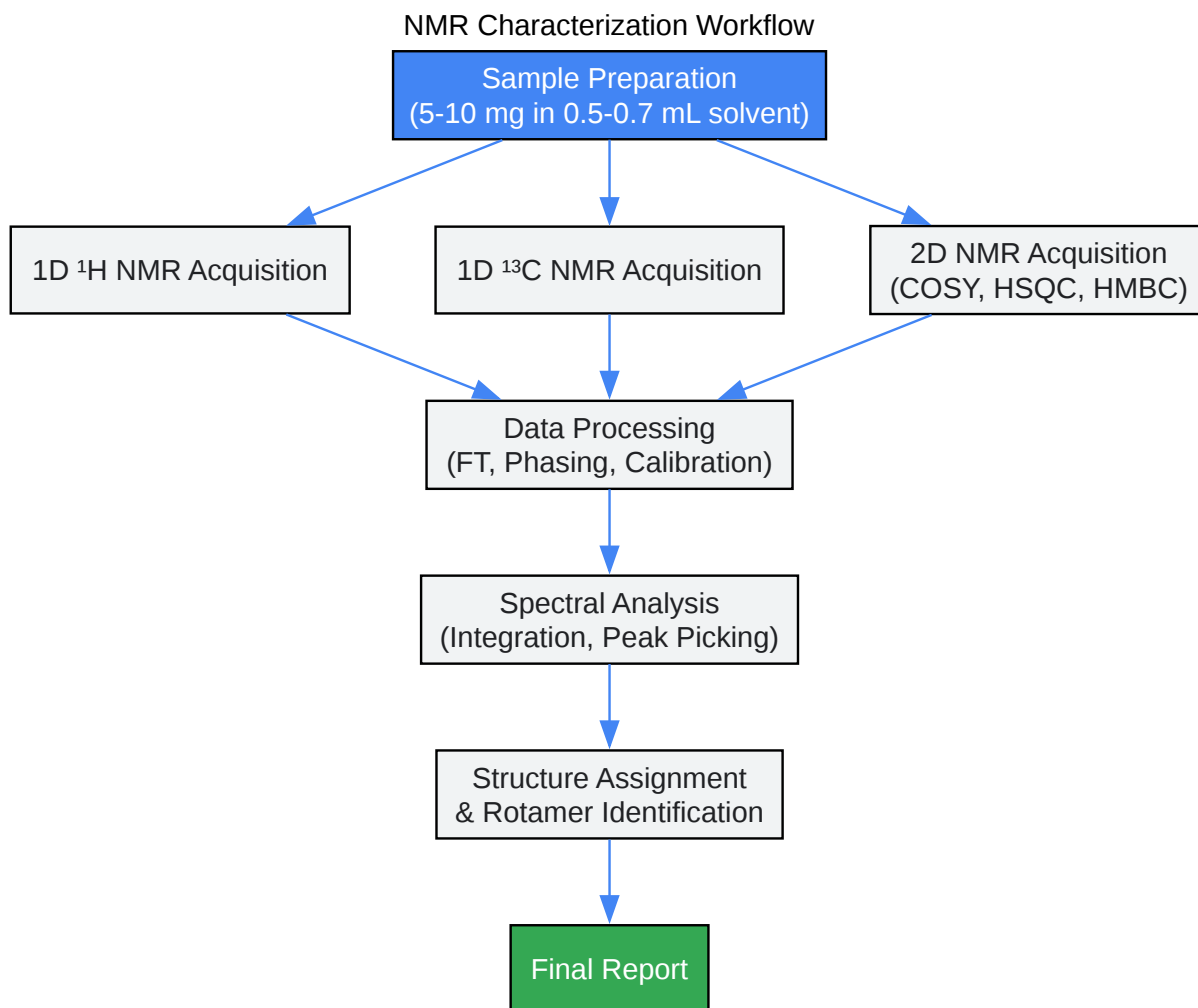 NMR Characterization Workflow
Sample Preparation
(5-10 mg in 0.5-0.7 mL solvent)
1D ¹H NMR Acquisition
1D ¹³C NMR Acquisition
2D NMR Acquisition
(COSY, HSQC, HMBC)
Data Processing
(FT, Phasing, Calibration)
Spectral Analysis
(Integration, Peak Picking)
Structure Assignment
& Rotamer Identification
Final Report